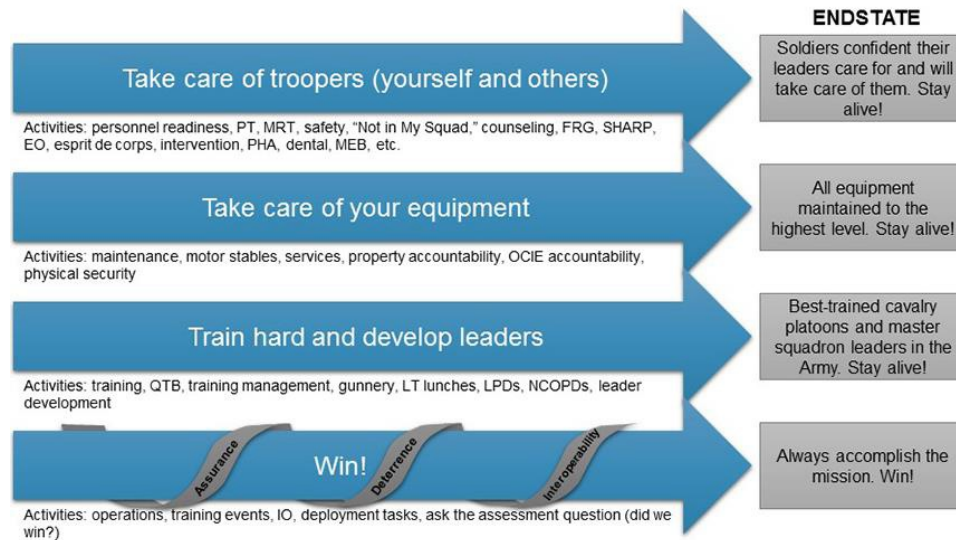 ENDSTATE
Take care of troopers (yourself and others)
Soldiers confident their
leaders care for and will
take care of them. Stay
alive!
Activities: personnel readiness, PT, MRT, safety, “Not in My Squad,” counseling, FRG, SHARP,
EO, esprit de corps, intervention, PHA, dental, MEB, etc.
Take care of your equipment
All equipment
maintained to the
highest level. Stay alive!
Activities: maintenance, motor stables, services, property accountability, OCIE accountability,
physical security
Train hard and develop leaders
Best-trained cavalry
platoons and master
squadron leaders in the
Army. Stay alive!
Activities: training, QTB, training management, gunnery, LT lunches, LPDs, NCOPDs, leader
development
Assurance
Win!
Deterrence
Interoperability
Always accomplish the
mission. Win!
Activities: operations, training events, IO, deployment tasks, ask the assessment question (did we
win?)